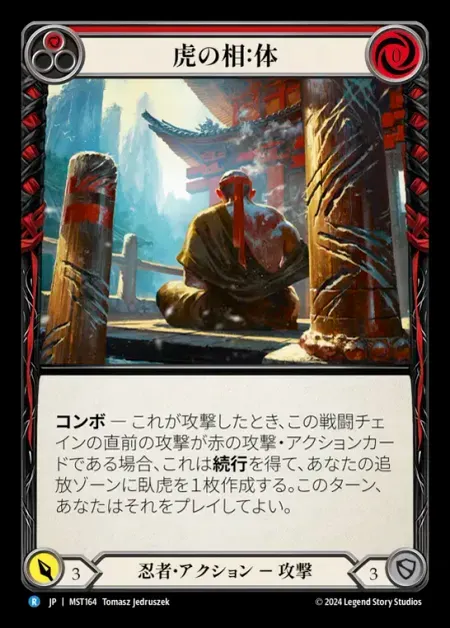 虎の相：体
0
コンボ ― これが攻撃したとき、この戦闘チェ
インの直前の攻撃が赤の攻撃・アクションカー
ドである場合、これは続行を得て、あなたの追
放ゾーンに臥虎を１枚作成する。このターン、
あなたはそれをプレイしてよい。
3
忍者・アクション ― 攻撃
3
R JP | MST164 Tomasz Jedruszek
© 2024 Legend Story Studios